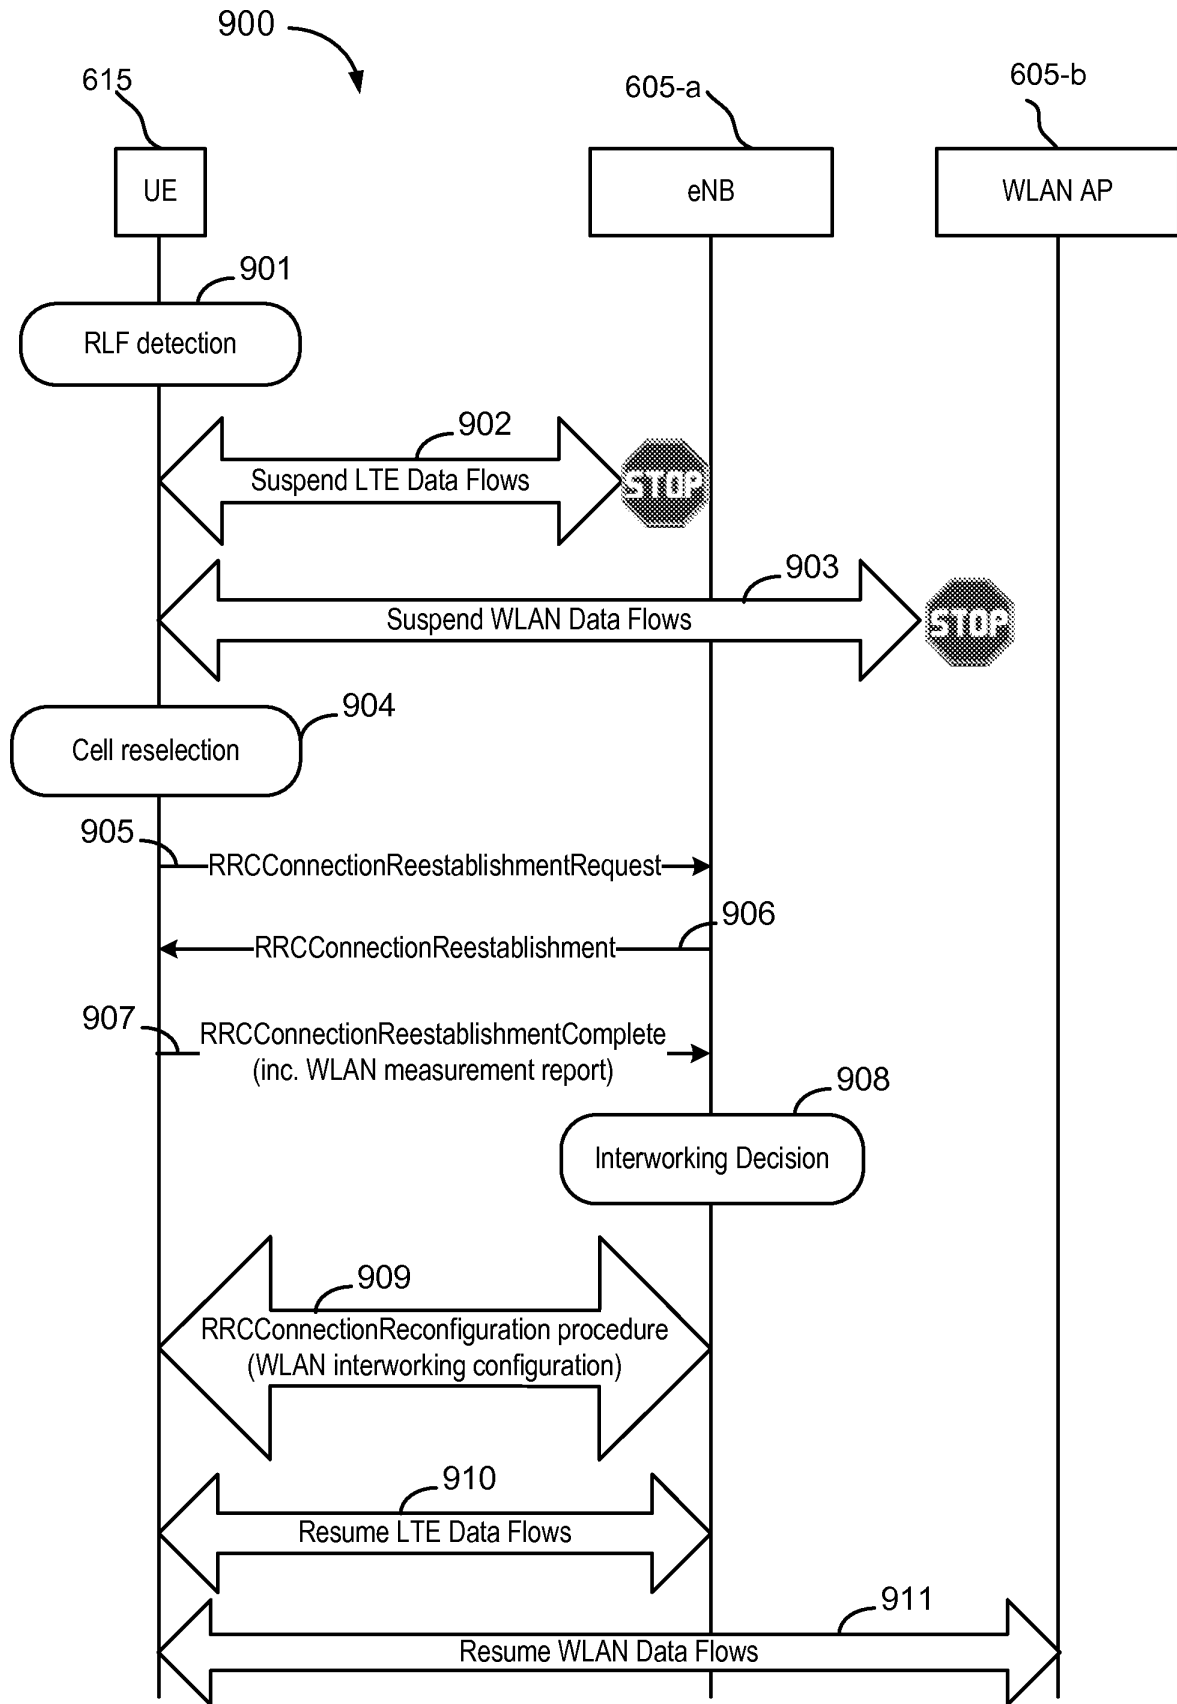 900
615
605-a
605-b
UE
eNB
WLAN AP
901
RLF detection
902
Suspend LTE Data Flows
STOP
903
Suspend WLAN Data Flows
STOP
904
Cell reselection
905
RRCConnectionReestablishmentRequest
906
RRCConnectionReestablishment
907
RRCConnectionReestablishmentComplete
(inc. WLAN measurement report)
908
Interworking Decision
909
RRCConnectionReconfiguration procedure
(WLAN interworking configuration)
910
Resume LTE Data Flows
911
Resume WLAN Data Flows